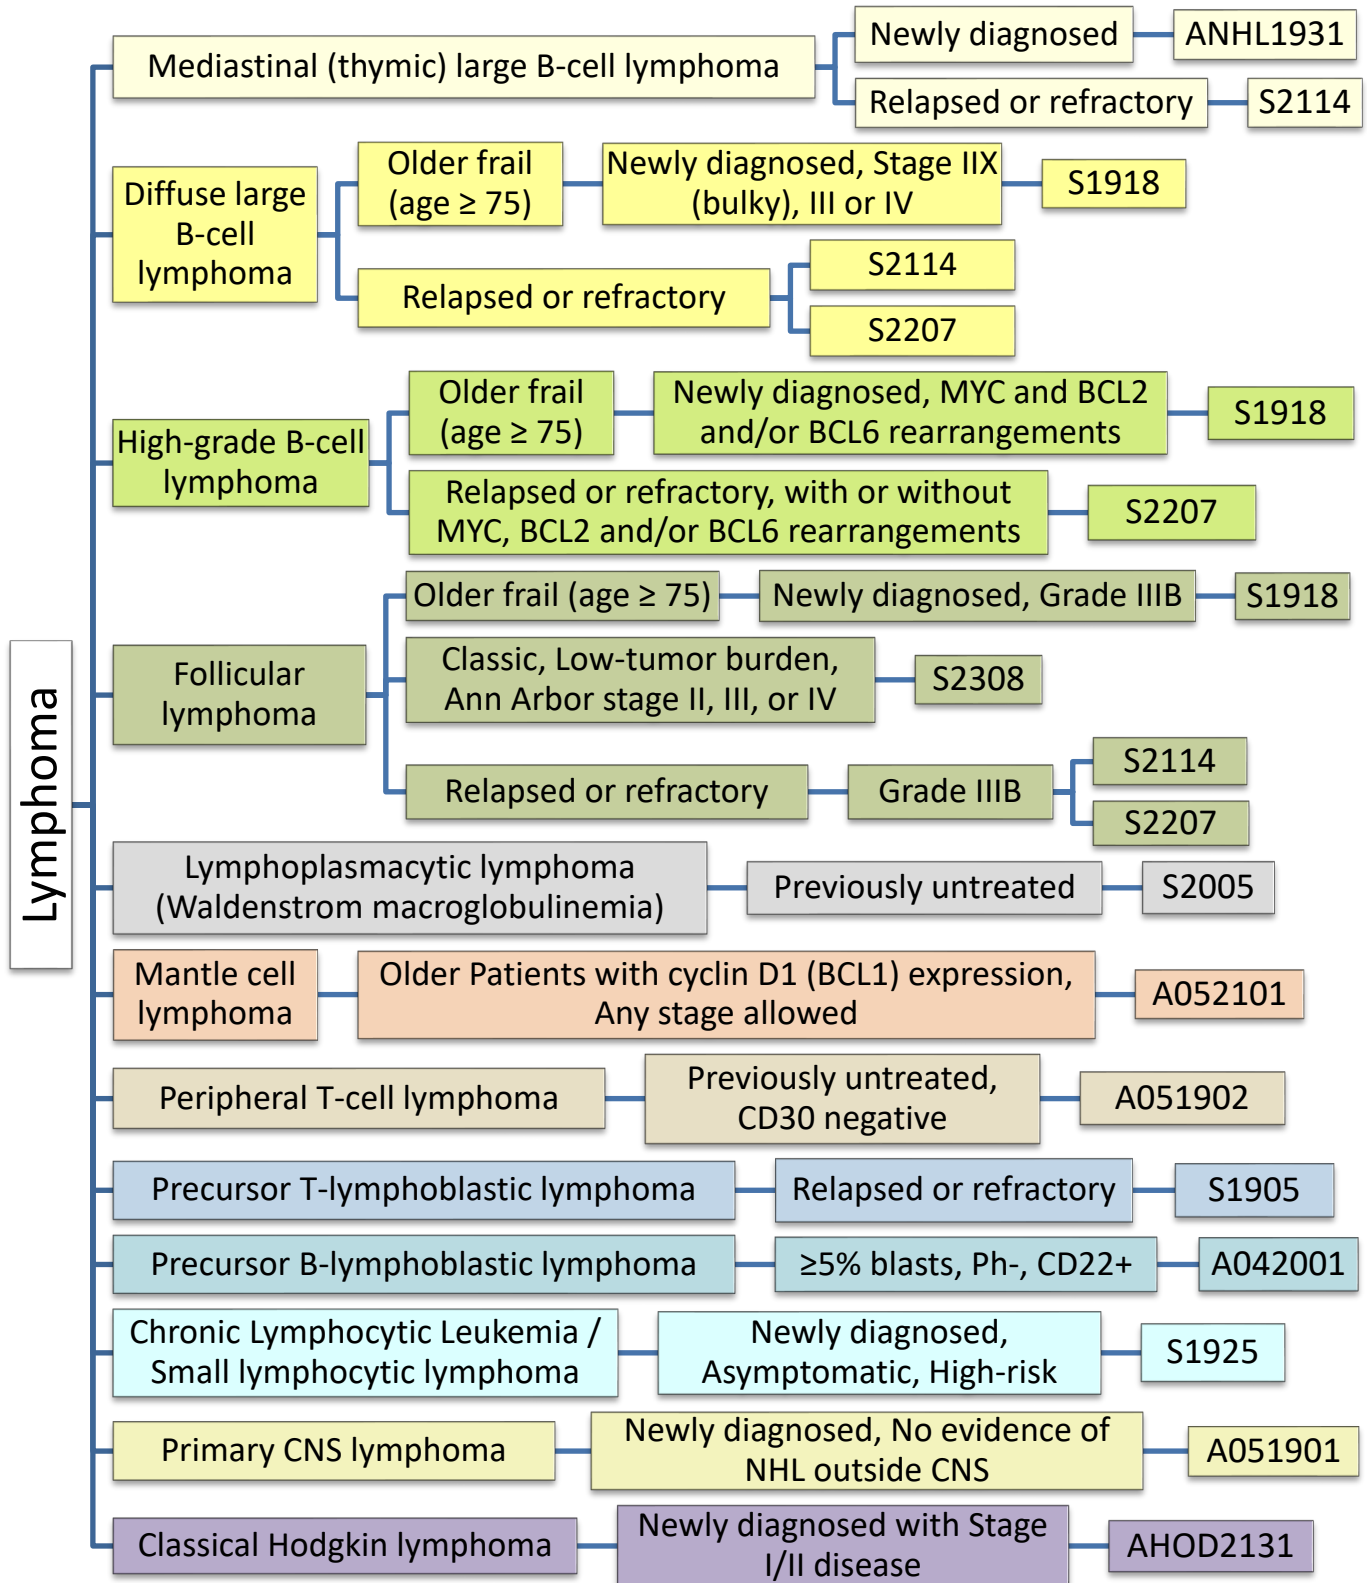 Lymphoma
Mediastinal (thymic) large B-cell lymphoma
Newly diagnosed
ANHL1931
Relapsed or refractory
S2114
Diffuse large
B-cell
lymphoma
Older frail
(age ≥ 75)
Newly diagnosed, Stage IIX
(bulky), III or IV
S1918
Relapsed or refractory
S2114
S2207
High-grade B-cell
lymphoma
Older frail
(age ≥ 75)
Newly diagnosed, MYC and BCL2
and/or BCL6 rearrangements
S1918
Relapsed or refractory, with or without
MYC, BCL2 and/or BCL6 rearrangements
S2207
Follicular
lymphoma
Older frail (age ≥ 75)
Newly diagnosed, Grade IIIB
S1918
Classic, Low-tumor burden,
Ann Arbor stage II, III, or IV
S2308
Relapsed or refractory
Grade IIIB
S2114
S2207
Lymphoplasmacytic lymphoma
(Waldenstrom macroglobulinemia)
Previously untreated
S2005
Mantle cell
lymphoma
Older Patients with cyclin D1 (BCL1) expression,
Any stage allowed
A052101
Peripheral T-cell lymphoma
Previously untreated,
CD30 negative
A051902
Precursor T-lymphoblastic lymphoma
Relapsed or refractory
S1905
Precursor B-lymphoblastic lymphoma
≥5% blasts, Ph-, CD22+
A042001
Chronic Lymphocytic Leukemia /
Small lymphocytic lymphoma
Newly diagnosed,
Asymptomatic, High-risk
S1925
Primary CNS lymphoma
Newly diagnosed, No evidence of
NHL outside CNS
A051901
Classical Hodgkin lymphoma
Newly diagnosed with Stage
I/II disease
AHOD2131